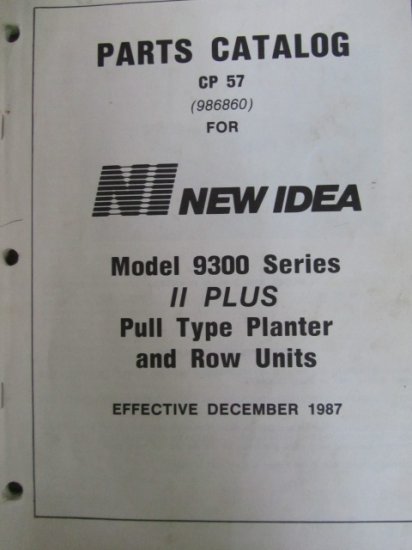 PARTS CATALOG
CP 57
(986860)
FOR
NI NEW IDEA
Model 9300 Series
II PLUS
Pull Type Planter
and Row Units
EFFECTIVE DECEMBER 1987